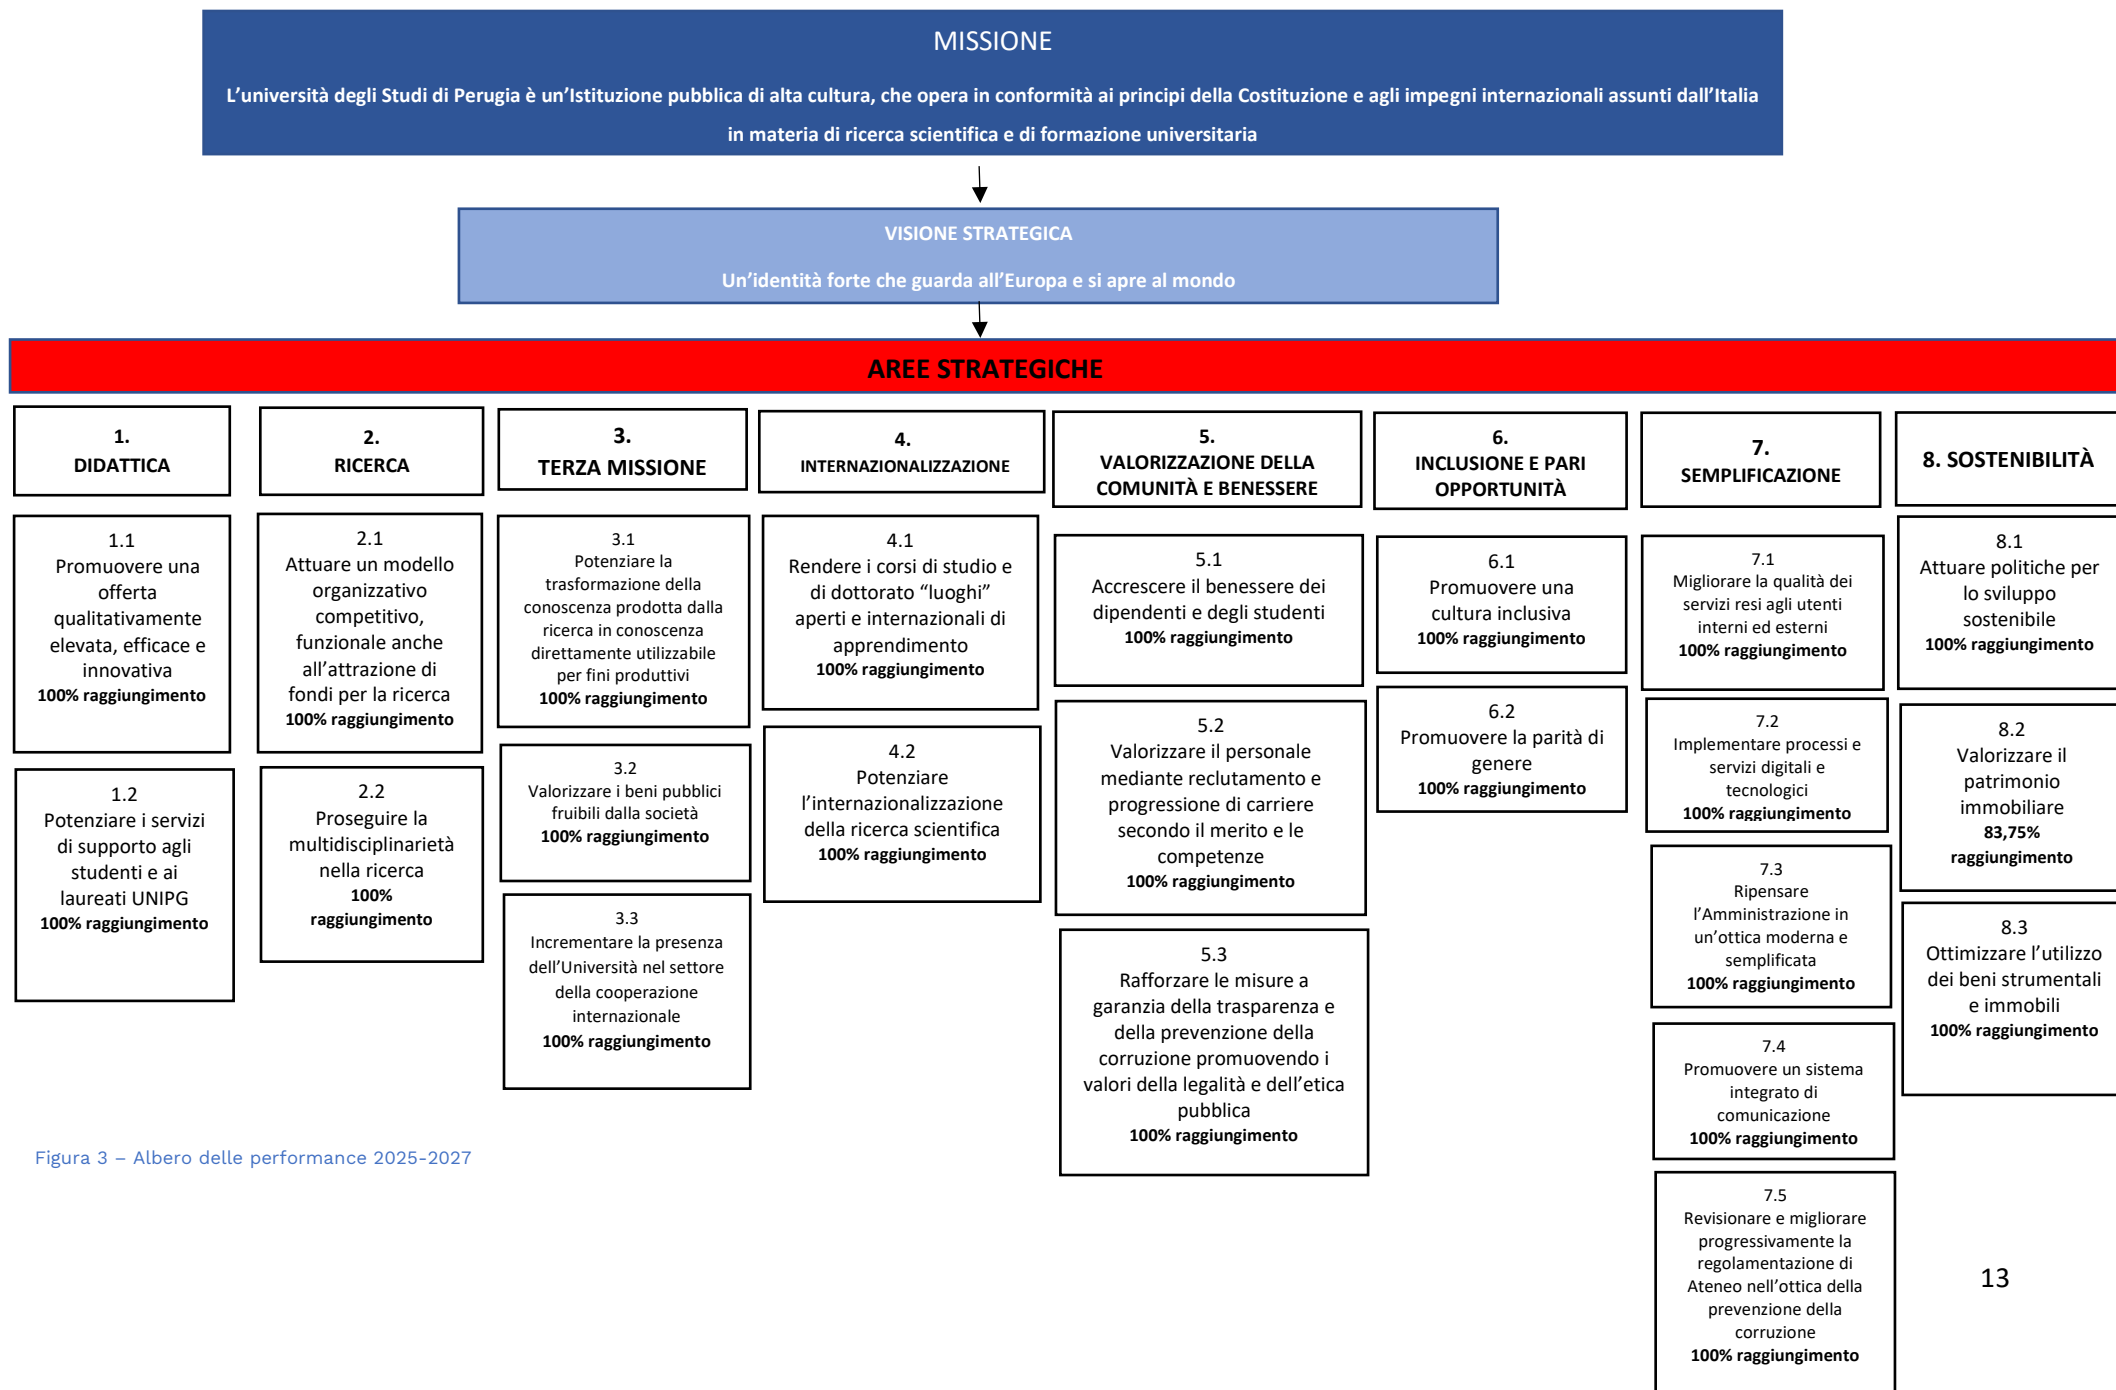 MISSIONE
L'università degli Studi di Perugia è un'Istituzione pubblica di alta cultura, che opera in conformità ai principi della Costituzione e agli impegni internazionali assunti dall'Italia
in materia di ricerca scientifica e di formazione universitaria
VISIONE STRATEGICA
Un'identità forte che guarda all'Europa e si apre al mondo
AREE STRATEGICHE
1.
DIDATTICA
1.1
Promuovere una
offerta
qualitativamente
elevata, efficace e
innovativa
100% raggiungimento
1.2
Potenziare i servizi
di supporto agli
studenti e ai
laureati UNIPG
100% raggiungimento
2.
RICERCA
2.1
Attuare un modello
organizzativo
competitivo,
funzionale anche
all'attrazione di
fondi per la ricerca
100% raggiungimento
2.2
Proseguire la
multidisciplinarietà
nella ricerca
100%
raggiungimento
3.
TERZA MISSIONE
3.1
Potenziare la
trasformazione della
conoscenza prodotta dalla
ricerca in conoscenza
direttamente utilizzabile
per fini produttivi
100% raggiungimento
3.2
Valorizzare i beni pubblici
fruibili dalla società
100% raggiungimento
3.3
Incrementare la presenza
dell'Università nel settore
della cooperazione
internazionale
100% raggiungimento
4.
INTERNAZIONALIZZAZIONE
4.1
Rendere i corsi di studio e
di dottorato "luoghi"
aperti e internazionali di
apprendimento
100% raggiungimento
4.2
Potenziare
l'internazionalizzazione
della ricerca scientifica
100% raggiungimento
5.
VALORIZZAZIONE DELLA
COMUNITÀ E BENESSERE
5.1
Accrescere il benessere dei
dipendenti e degli studenti
100% raggiungimento
5.2
Valorizzare il personale
mediante reclutamento e
progressione di carriere
secondo il merito e le
competenze
100% raggiungimento
5.3
Rafforzare le misure a
garanzia della trasparenza e
della prevenzione della
corruzione promuovendo i
valori della legalità e dell'etica
pubblica
100% raggiungimento
6.
INCLUSIONE E PARI
OPPORTUNITÀ
6.1
Promuovere una
cultura inclusiva
100% raggiungimento
6.2
Promuovere la parità di
genere
100% raggiungimento
7.
SEMPLIFICAZIONE
7.1
Migliorare la qualità dei
servizi resi agli utenti
interni ed esterni
100% raggiungimento
7.2
Implementare processi e
servizi digitali e
tecnologici
100% raggiungimento
7.3
Ripensare
l'Amministrazione in
un'ottica moderna e
semplificata
100% raggiungimento
7.4
Promuovere un sistema
integrato di
comunicazione
100% raggiungimento
7.5
Revisionare e migliorare
progressivamente la
regolamentazione di
Ateneo nell'ottica della
prevenzione della
corruzione
100% raggiungimento
8. SOSTENIBILITÀ
8.1
Attuare politiche per
lo sviluppo
sostenibile
100% raggiungimento
8.2
Valorizzare il
patrimonio
immobiliare
83,75%
raggiungimento
8.3
Ottimizzare l'utilizzo
dei beni strumentali
e immobili
100% raggiungimento
Figura 3 – Albero delle performance 2025-2027
13